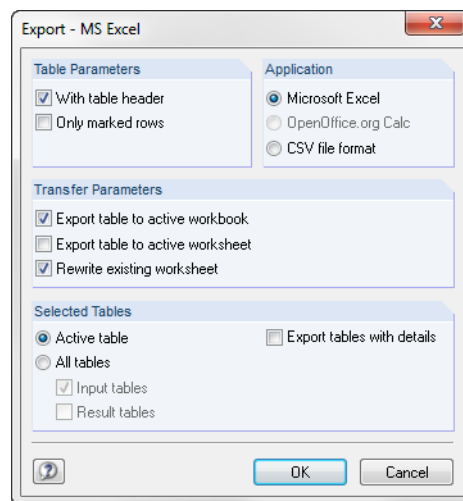 Export - MS Excel
Table Parameters
With table header
Only marked rows
Application
Microsoft Excel
OpenOffice.org Calc
CSV file format
Transfer Parameters
Export table to active workbook
Export table to active worksheet
Rewrite existing worksheet
Selected Tables
Active table
All tables
Input tables
Result tables
Export tables with details
OK
Cancel